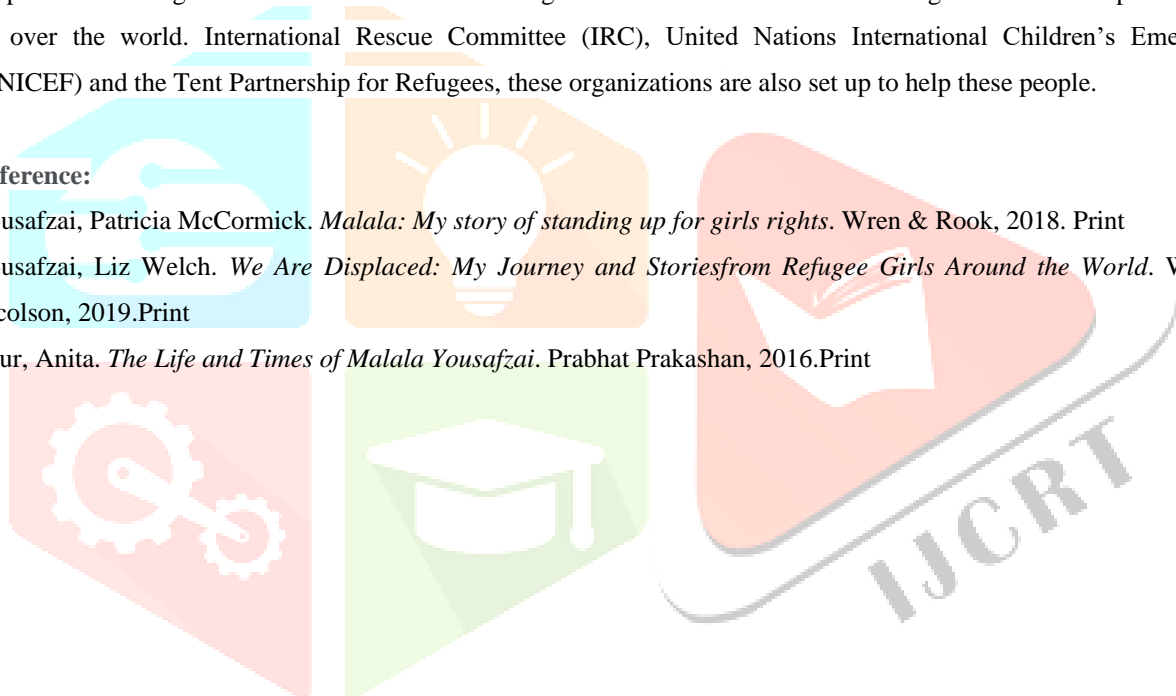 over the world. International Rescue Committee (IRC), United Nations International Children’s Eme
NICEF) and the Tent Partnership for Refugees, these organizations are also set up to help these people.
ference:
usafzai, Patricia McCormick. Malala: My story of standing up for girls rights. Wren & Rook, 2018. Print
usafzai, Liz Welch. We Are Displaced: My Journey and Storiesfrom Refugee Girls Around the World. W
colson, 2019.Print
ur, Anita. The Life and Times of Malala Yousafzai. Prabhat Prakashan, 2016.Print
IJCRT